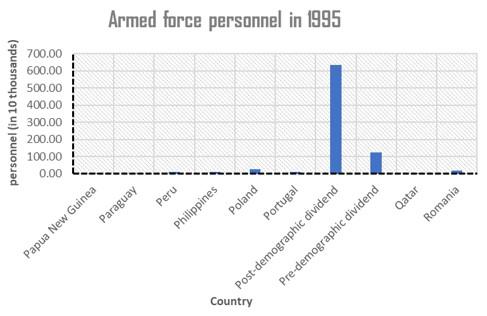 Armed force personnel in 1995
personnel (in 10 thousands)
700.00
600.00
500.00
400.00
300.00
200.00
100.00
0.00
Papua New Guinea
Paraguay
Peru
Philippines
Poland
Portugal
Post-demographic dividend
Pre-demographic dividend
Qatar
Romania
Country